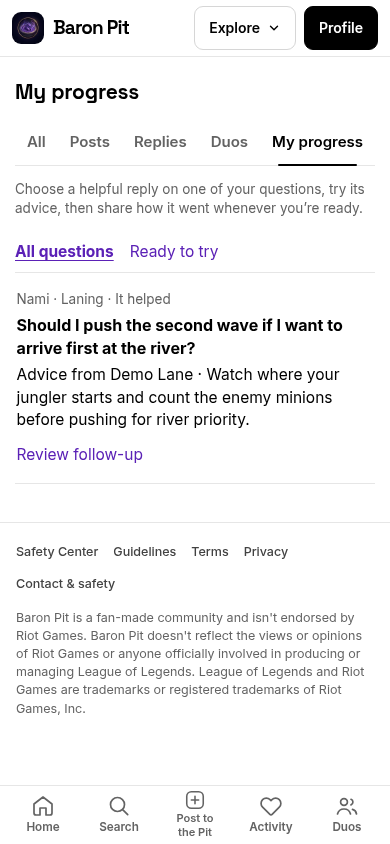 Baron Pit
Explore
Profile
My progress
All Posts Replies Duos My progress
Choose a helpful reply on one of your questions, try its
advice, then share how it went whenever you’re ready.
All questions Ready to try
Nami · Laning · It helped
Should I push the second wave if I want to
arrive first at the river?
Advice from Demo Lane · Watch where your
jungler starts and count the enemy minions
before pushing for river priority.
Review follow-up
Safety Center Guidelines Terms Privacy
Contact & safety
Baron Pit is a fan-made community and isn't endorsed by
Riot Games. Baron Pit doesn't reflect the views or opinions
of Riot Games or anyone officially involved in producing or
managing League of Legends. League of Legends and Riot
Games are trademarks or registered trademarks of Riot
Games, Inc.
Home
Search
Post to
the Pit
Activity
Duos